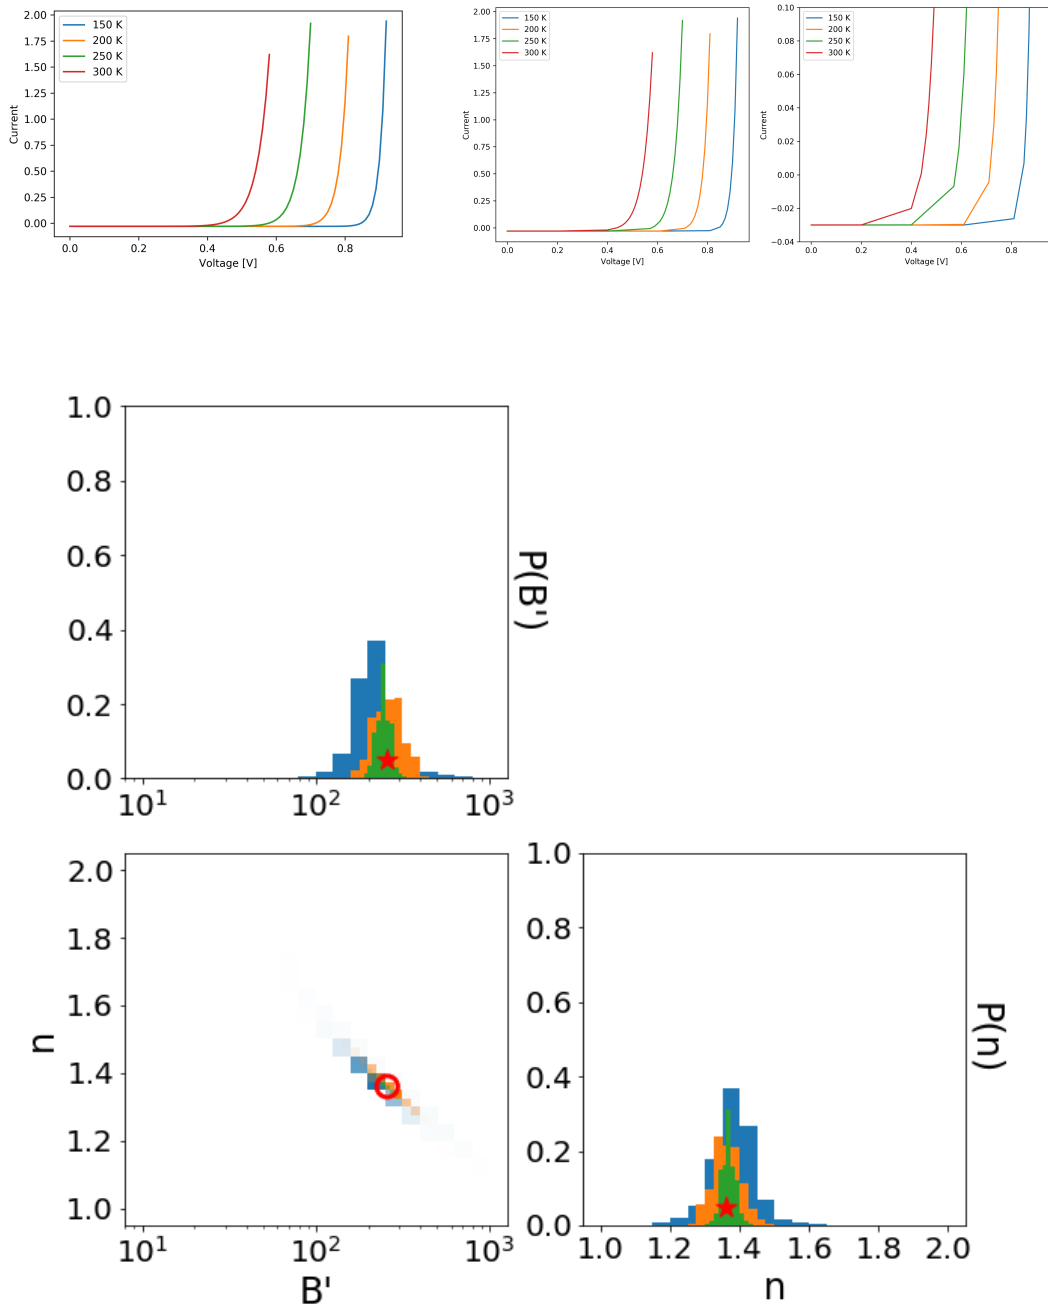 2.00
1.75
1.50
1.25
1.00
0.75
0.50
0.25
0.00
Current
150 K
200 K
250 K
300 K
0.0 0.2 0.4 0.6 0.8
Voltage [V]
2.00
1.75
1.50
1.25
1.00
0.75
0.50
0.25
0.00
Current
150 K
200 K
250 K
300 K
0.0 0.2 0.4 0.6 0.8
Voltage [V]
0.10
0.08
0.06
0.04
0.02
0.00
−0.02
−0.04
Current
150 K
200 K
250 K
300 K
0.0 0.2 0.4 0.6 0.8
Voltage [V]
1.0
0.8
0.6
0.4
0.2
0.0
10¹ 10² 10³
P(B')
2.0
1.8
1.6
1.4
1.2
1.0
n
10¹ 10² 10³
B'
1.0
0.8
0.6
0.4
0.2
0.0
P(n)
1.0 1.2 1.4 1.6 1.8 2.0
n